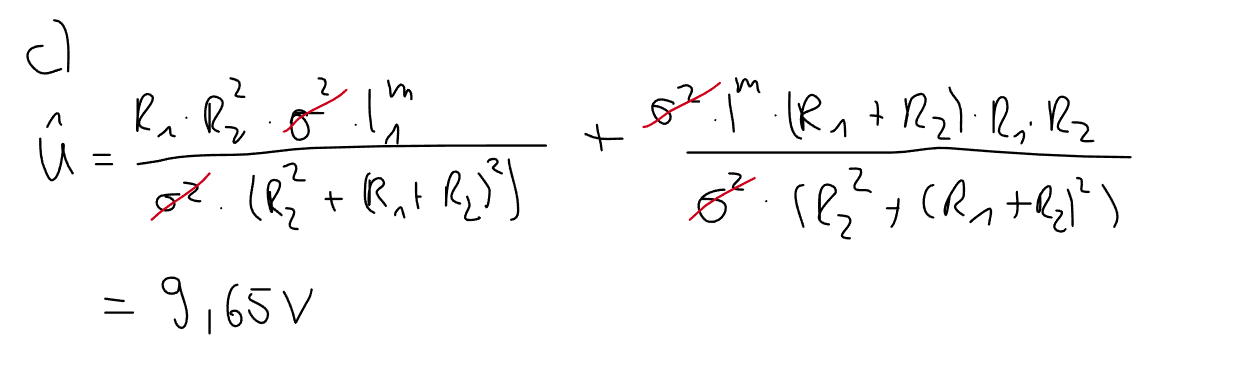 c)
û = (R₁ · R₂² · σ² · I₁ᵐ) / (σ² · (R₂² + (R₁ + R₂)²)) + (σ² · Iᵐ · (R₁ + R₂) · R₁ · R₂) / (σ² · (R₂² + (R₁ + R₂)²))
= 9,65 V